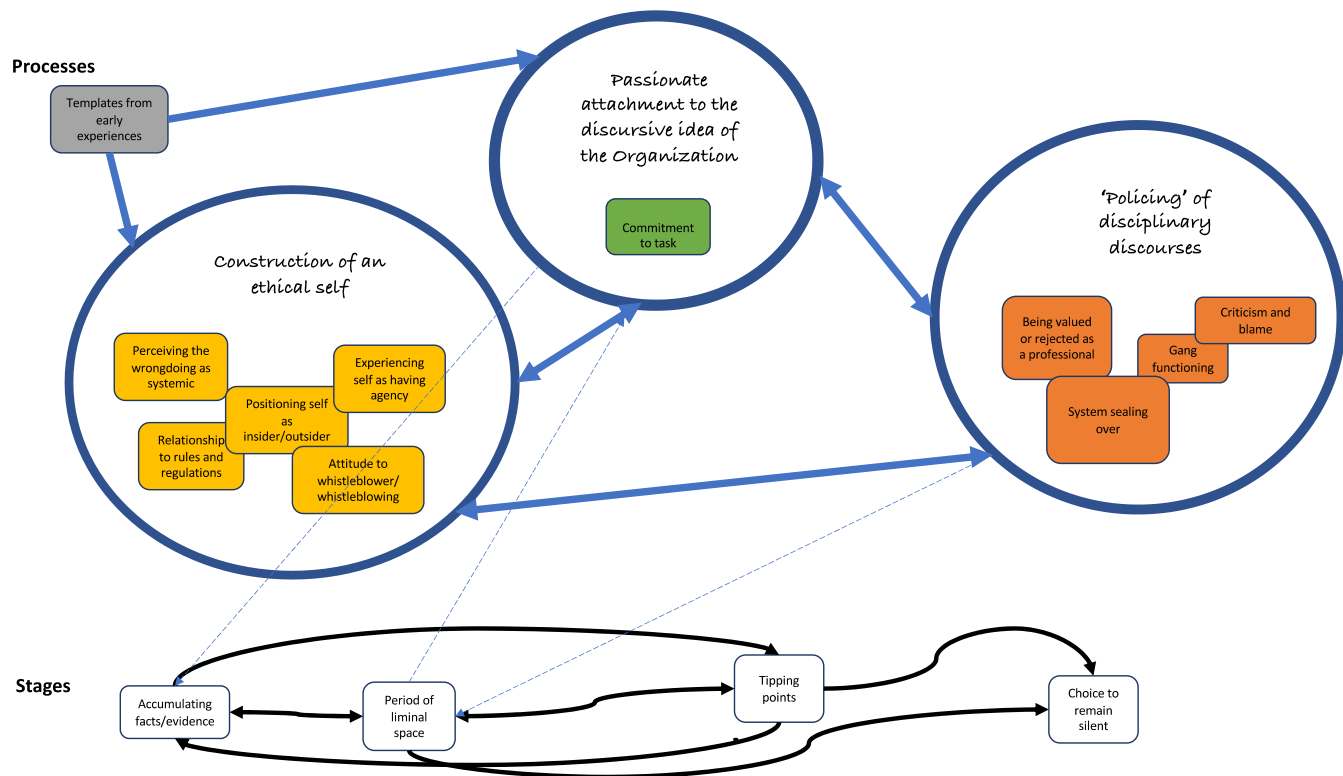 Processes
Templates from
early
experiences
Passionate
attachment to the
discursive idea of
the Organization
Commitment
to task
'Policing' of
disciplinary
discourses
Being valued
or rejected as
a professional
Criticism and
blame
Gang
functioning
System sealing
over
Construction of an
ethical self
Perceiving the
wrongdoing as
systemic
Experiencing
self as having
agency
Positioning self
as
insider/outsider
Relationship
to rules and
regulations
Attitude to
whistleblower/
whistleblowing
Stages
Accumulating
facts/evidence
Period of
liminal
space
Tipping
points
Choice to
remain
silent